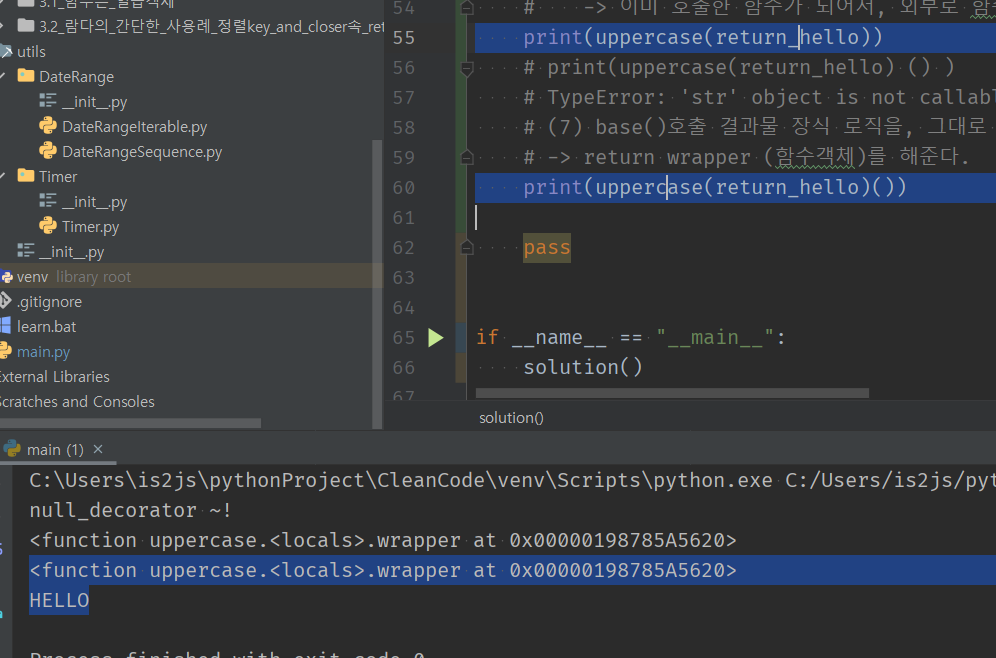 3.1_함수는_일급객체
3.2_람다의_간단한_사용례_정렬key_and_closer속_ret
utils
DateRange
__init__.py
DateRangeIterable.py
DateRangeSequence.py
Timer
__init__.py
Timer.py
__init__.py
venv library root
.gitignore
learn.bat
main.py
External Libraries
Scratches and Consoles
54 # -> 이미 호출한 함수가 되어서, 외부로 함
55 print(uppercase(return_hello))
56 # print(uppercase(return_hello) () )
57 # TypeError: 'str' object is not callabl
58 # (7) base()호출 결과물 장식 로직을, 그대로
59 # -> return wrapper (함수객체)를 해준다.
60 print(uppercase(return_hello)())
61
62 pass
63
64
65 if __name__ == "__main__":
66 solution()
67
solution()
main (1) ×
C:\Users\is2js\pythonProject\CleanCode\venv\Scripts\python.exe C:/Users/is2js/pyt
null_decorator ~!
<function uppercase.<locals>.wrapper at 0x00000198785A5620>
<function uppercase.<locals>.wrapper at 0x00000198785A5620>
HELLO
Process finished with exit code 0